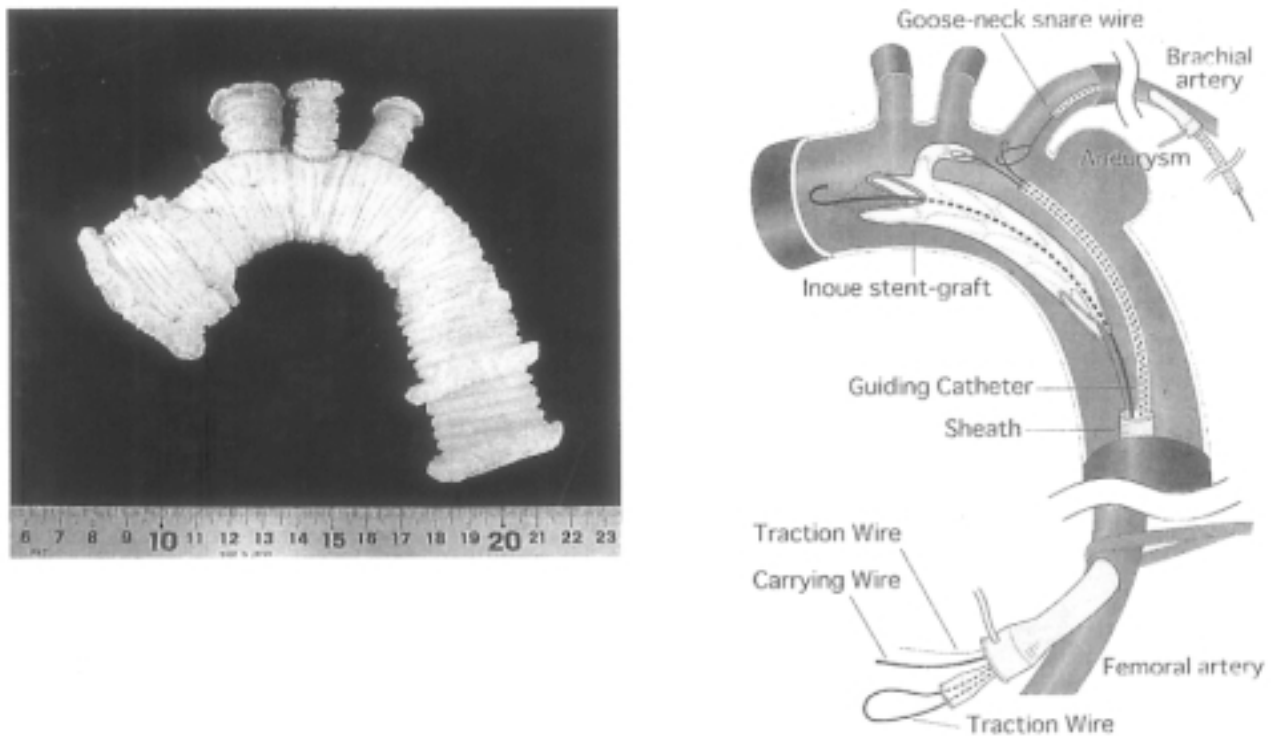 6 7 8 9 10 11 12 13 14 15 16 17 18 19 20 21 22 23
Goose-neck snare wire
Brachial
artery
Aneurysm
Inoue stent-graft
Guiding Catheter
Sheath
Traction Wire
Carrying Wire
Femoral artery
Traction Wire